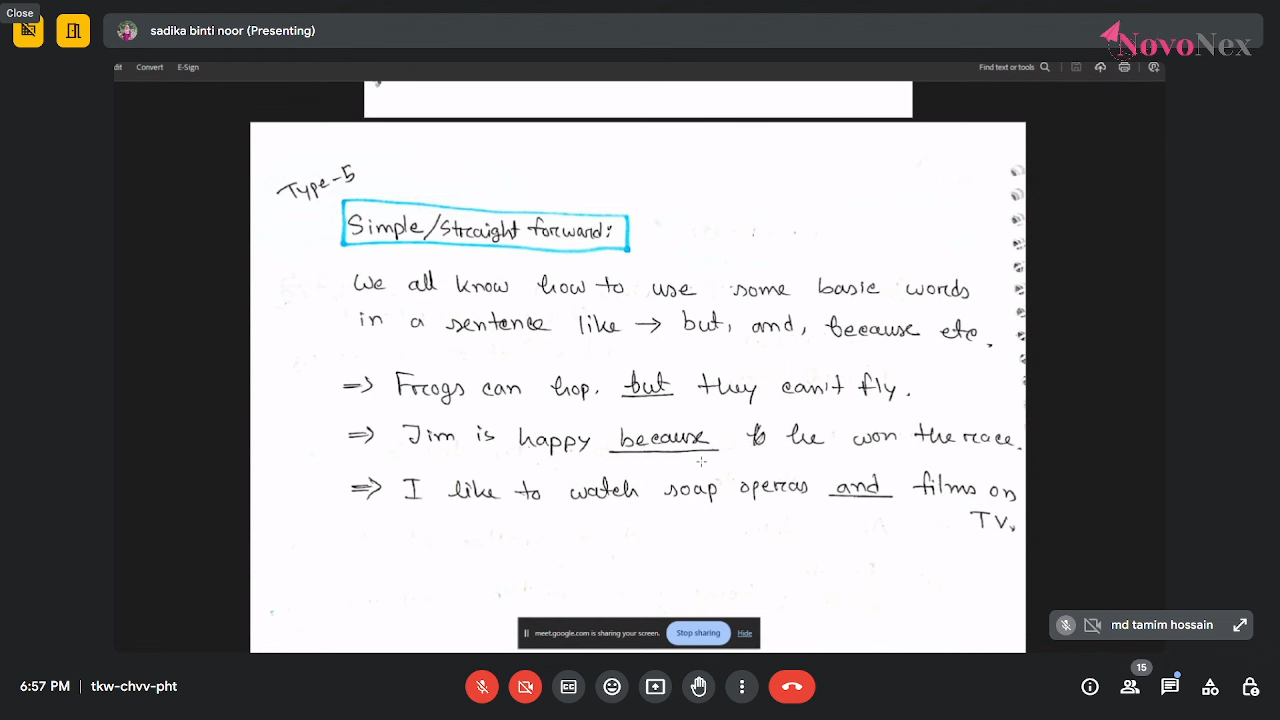 Close
sadika binti noor (Presenting)
NovoNex
dit Convert E-Sign Find text or tools
Type-5
Simple/Straight forward:
We all know how to use some basic words
in a sentence like → but, and, because etc.
⇒ Frogs can hop, but they can't fly.
⇒ Jim is happy because he won the race.
⇒ I like to watch soap operas and films on
TV.
meet.google.com is sharing your screen. Stop sharing Hide
md tamim hossain
15
6:57 PM | tkw-chvv-pht